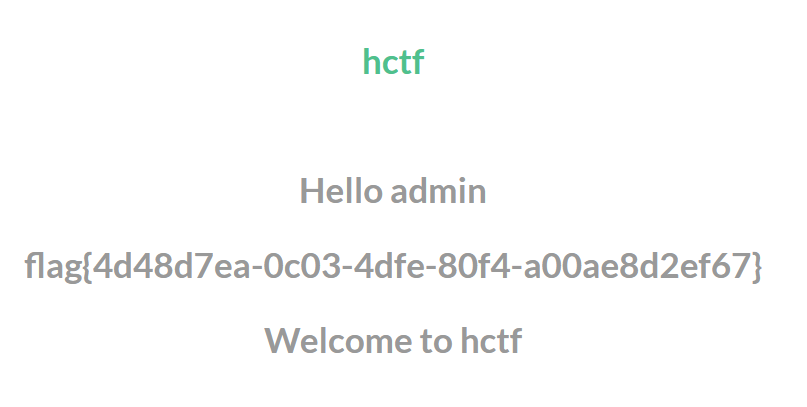 hctf
Hello admin
flag{4d48d7ea-0c03-4dfe-80f4-a00ae8d2ef67}
Welcome to hctf